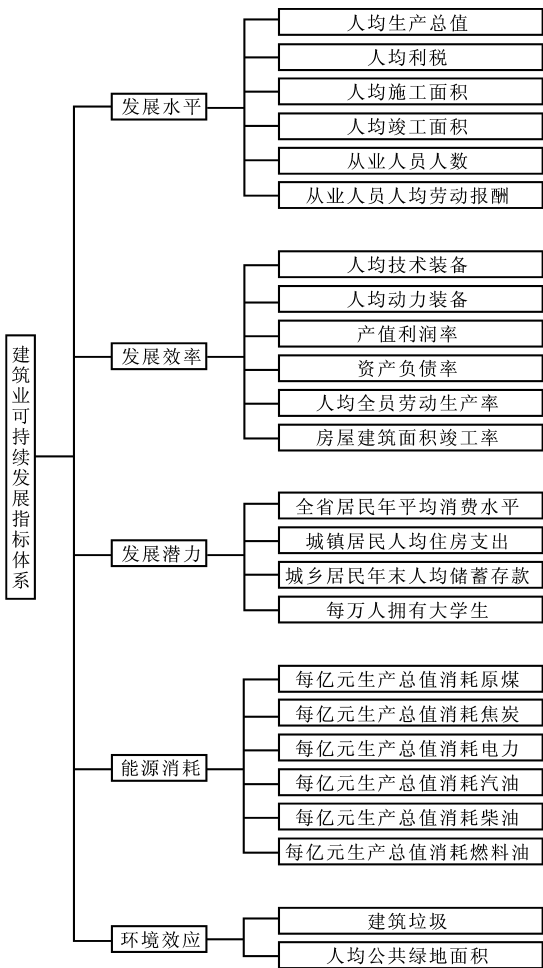 建筑业可持续发展指标体系
发展水平
人均生产总值
人均利税
人均施工面积
人均竣工面积
从业人员人数
从业人员人均劳动报酬
发展效率
人均技术装备
人均动力装备
产值利润率
资产负债率
人均全员劳动生产率
房屋建筑面积竣工率
发展潜力
全省居民年平均消费水平
城镇居民人均住房支出
城乡居民年末人均储蓄存款
每万人拥有大学生
能源消耗
每亿元生产总值消耗原煤
每亿元生产总值消耗焦炭
每亿元生产总值消耗电力
每亿元生产总值消耗汽油
每亿元生产总值消耗柴油
每亿元生产总值消耗燃料油
环境效应
建筑垃圾
人均公共绿地面积